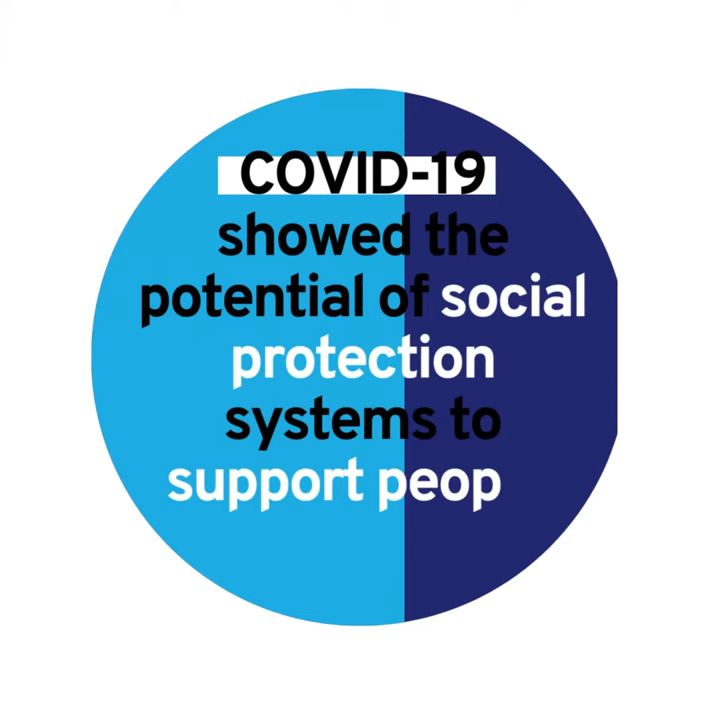 COVID-19
showed the
potential of social
protection
systems to
support peop